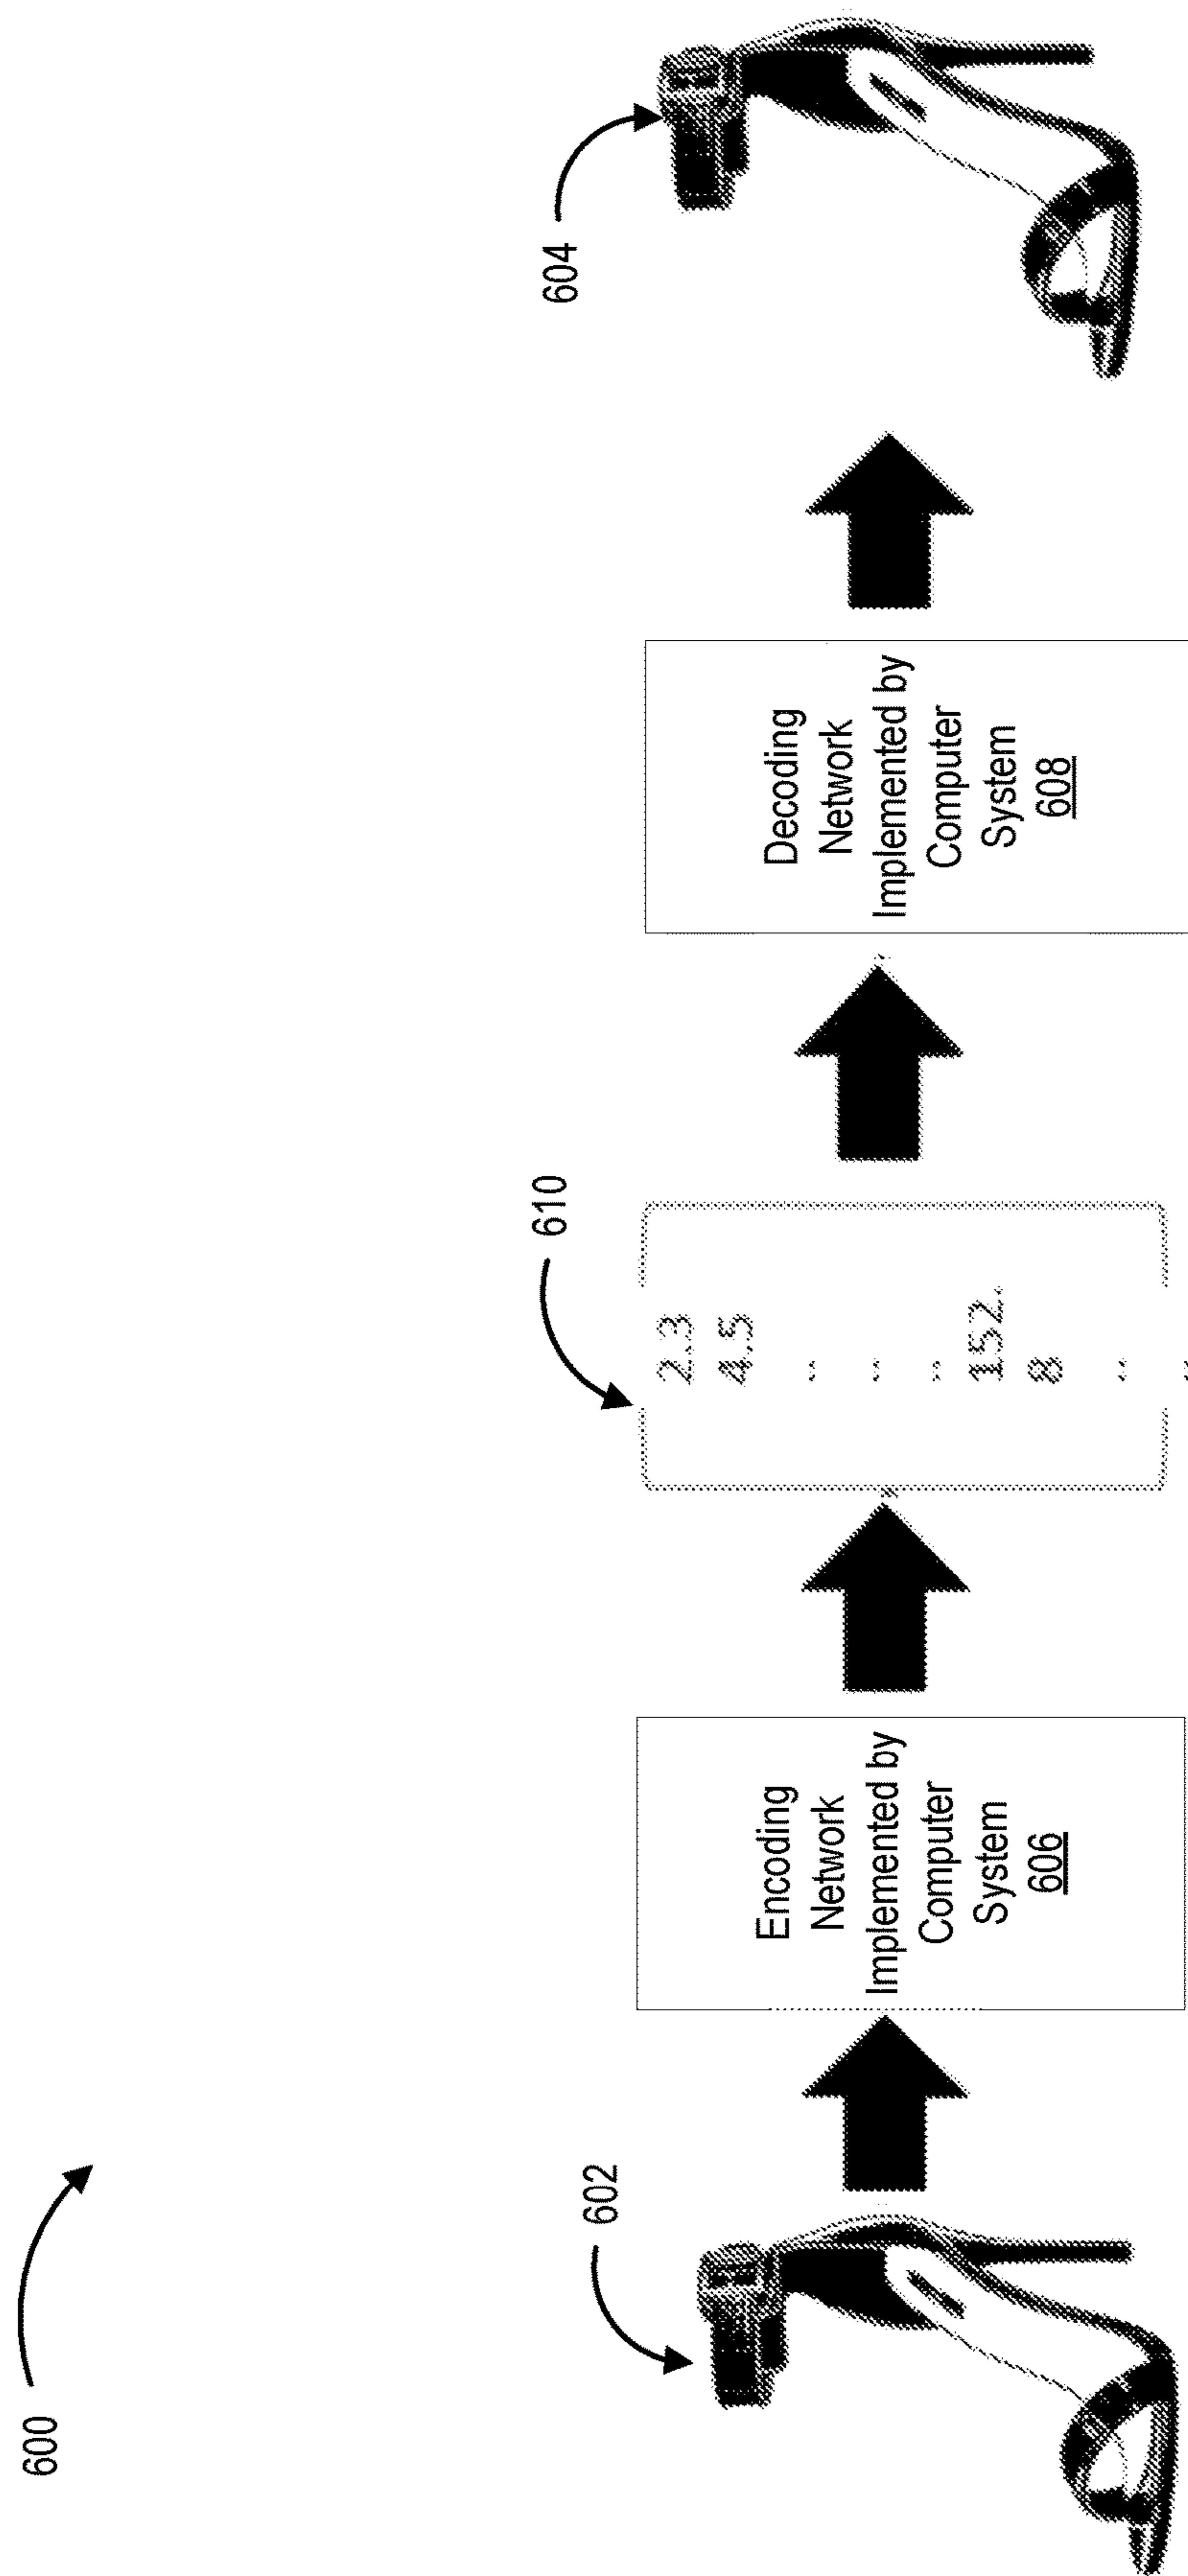 600
602
Encoding
Network
Implemented by
Computer
System
606
610
2.3
4.5
.
.
.
152.
8
.
.
Decoding
Network
Implemented by
Computer
System
608
604